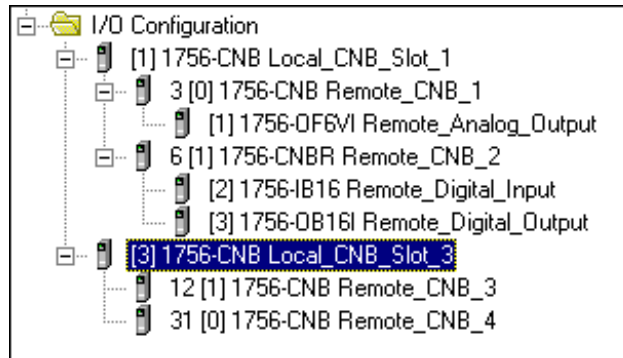 I/O Configuration
[1] 1756-CNB Local_CNB_Slot_1
3 [0] 1756-CNB Remote_CNB_1
[1] 1756-OF6VI Remote_Analog_Output
6 [1] 1756-CNBR Remote_CNB_2
[2] 1756-IB16 Remote_Digital_Input
[3] 1756-OB16I Remote_Digital_Output
[3] 1756-CNB Local_CNB_Slot_3
12 [1] 1756-CNB Remote_CNB_3
31 [0] 1756-CNB Remote_CNB_4